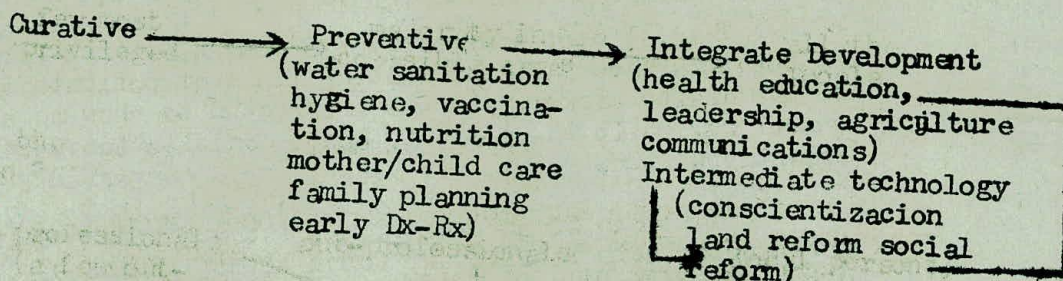 Curative
Preventive
(water sanitation
hygiene, vaccina-
tion, nutrition
mother/child care
family planning
early Dx-Rx)
Integrate Development
(health education,
leadership, agriculture
communications)
Intermediate technology
(conscientizacion
land reform social
reform)